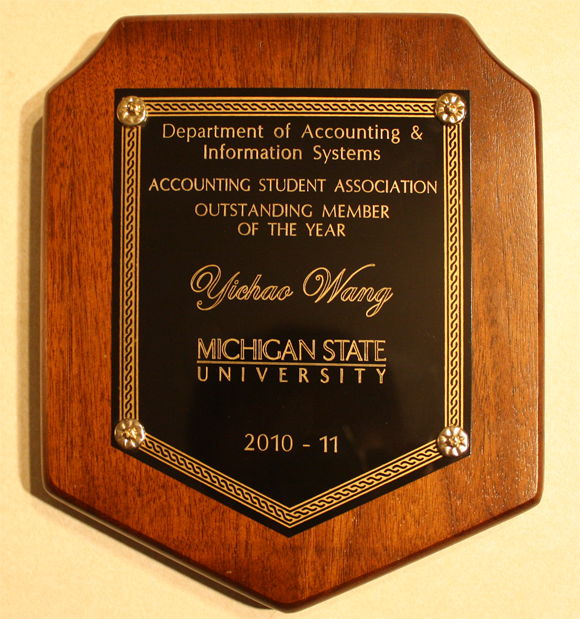 Department of Accounting &
Information Systems
ACCOUNTING STUDENT ASSOCIATION
OUTSTANDING MEMBER
OF THE YEAR
Yichao Wang
MICHIGAN STATE
UNIVERSITY
2010 - 11